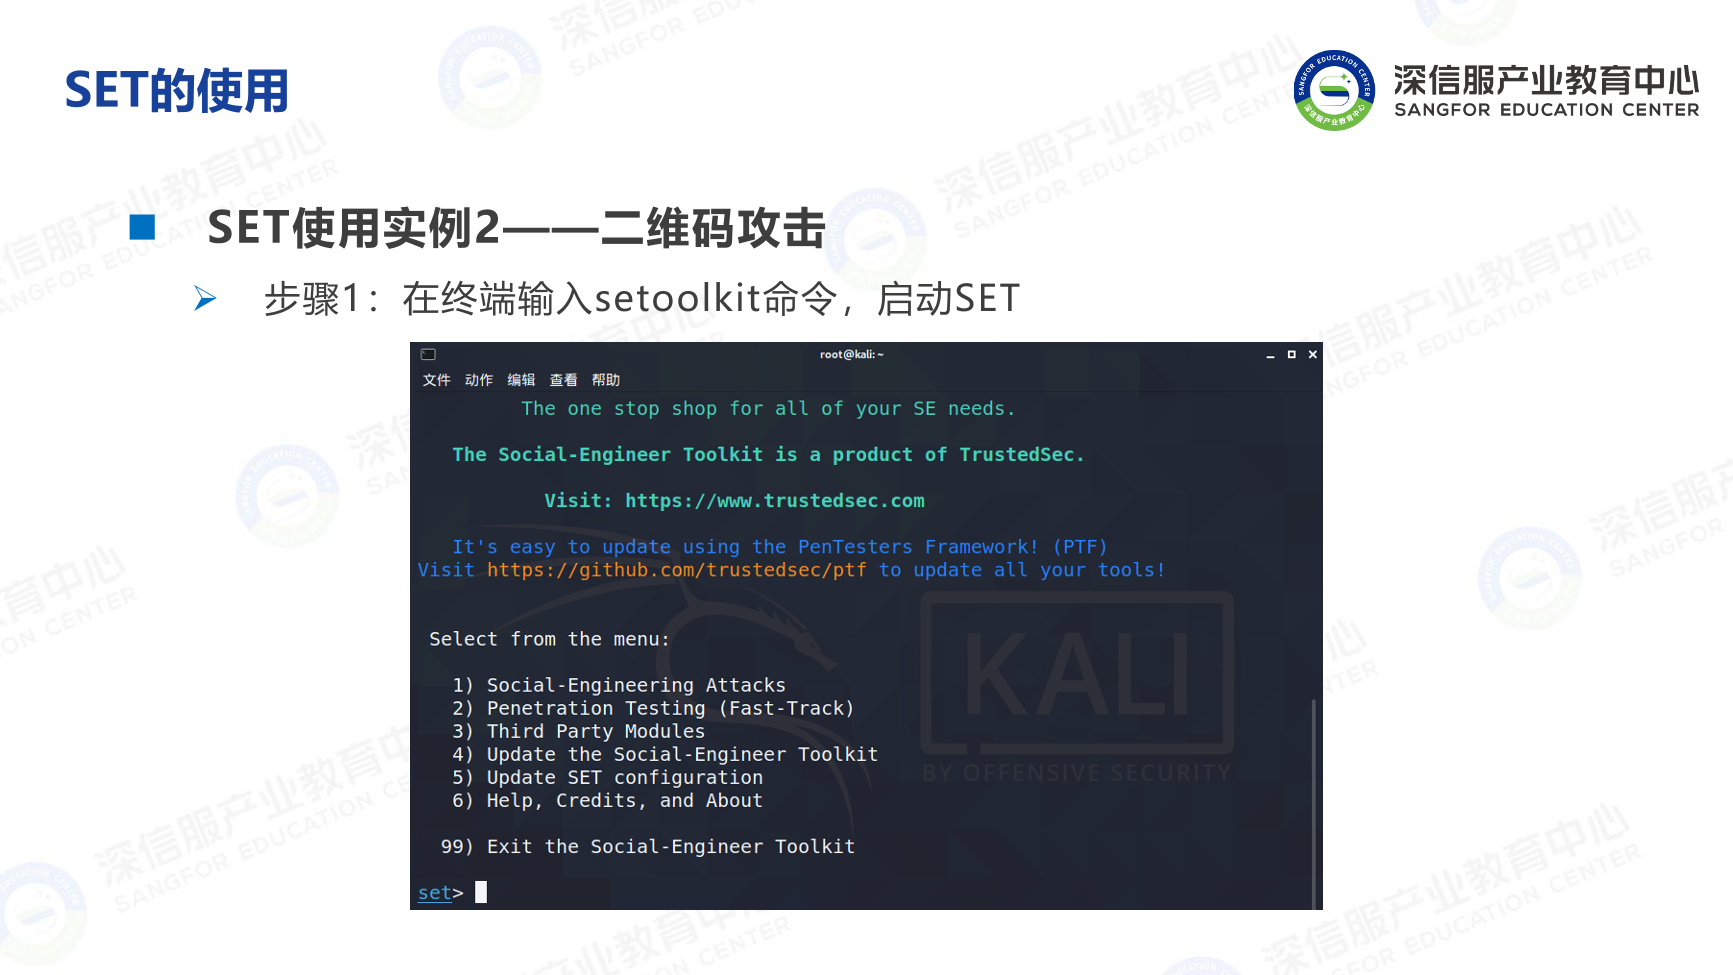 SET的使用
深信服产业教育中心
SANGFOR EDUCATION CENTER
SET使用实例2——二维码攻击
步骤1：在终端输入setoolkit命令，启动SET
root@kali: ~
文件 动作 编辑 查看 帮助
The one stop shop for all of your SE needs.
The Social-Engineer Toolkit is a product of TrustedSec.
Visit: https://www.trustedsec.com
It's easy to update using the PenTesters Framework! (PTF)
Visit https://github.com/trustedsec/ptf to update all your tools!
Select from the menu:
1) Social-Engineering Attacks
2) Penetration Testing (Fast-Track)
3) Third Party Modules
4) Update the Social-Engineer Toolkit
5) Update SET configuration
6) Help, Credits, and About
99) Exit the Social-Engineer Toolkit
set>
KALI
BY OFFENSIVE SECURITY